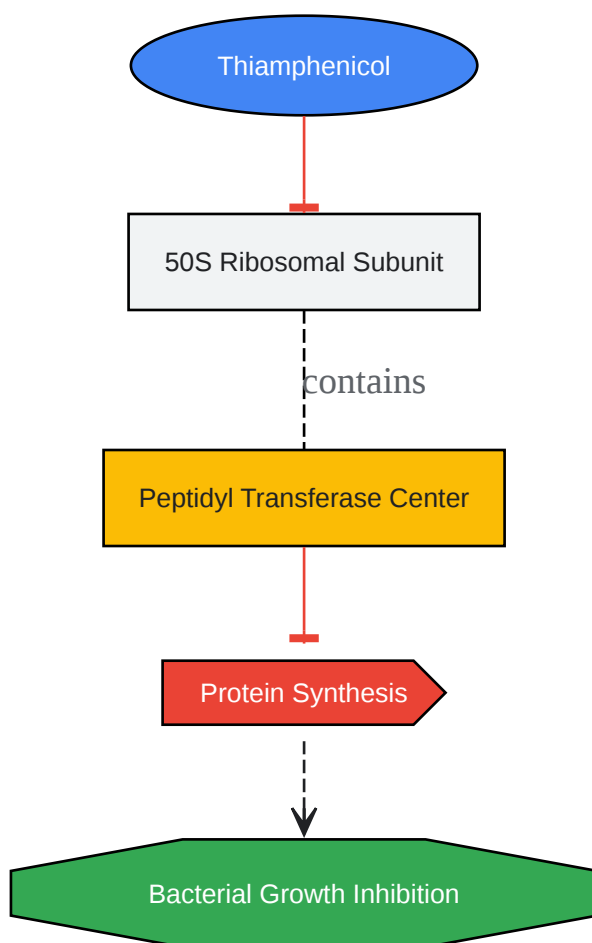 Thiamphenicol
50S Ribosomal Subunit
contains
Peptidyl Transferase Center
Protein Synthesis
Bacterial Growth Inhibition